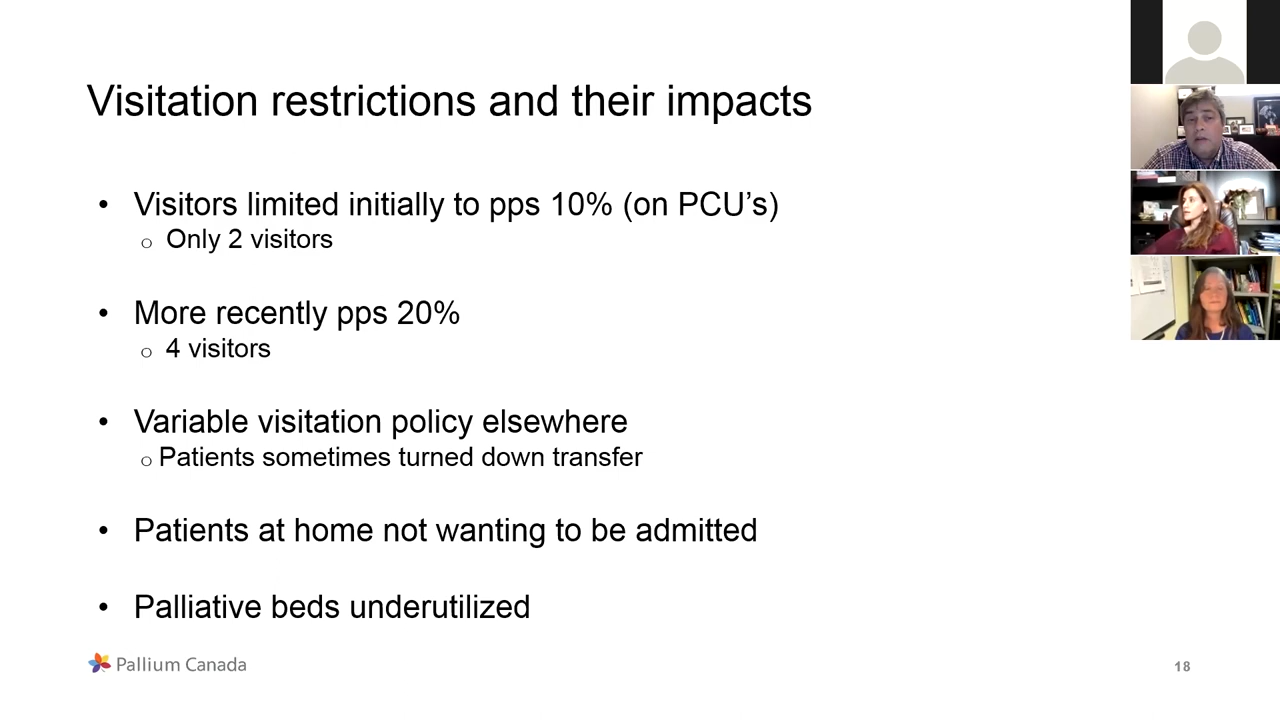 Visitation restrictions and their impacts
• Visitors limited initially to pps 10% (on PCU’s)
o Only 2 visitors
• More recently pps 20%
o 4 visitors
• Variable visitation policy elsewhere
o Patients sometimes turned down transfer
• Patients at home not wanting to be admitted
• Palliative beds underutilized
Pallium Canada
18